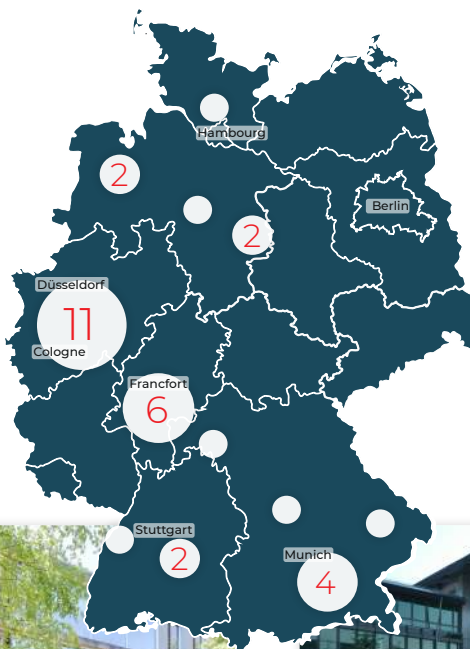 Hambourg
2
Berlin
2
Düsseldorf
11
Cologne
Francfort
6
Stuttgart
2
Munich
4